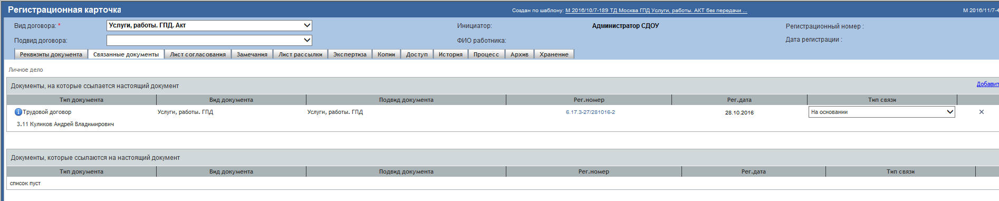 Регистрационная карточка Создан по шаблону: М 2016/10/7-189 ТД Москва ГПД Услуги, работы. АКТ без передачи ... М 2016/11/7-4
Вид договора: * Услуги, работы. ГПД. Акт Инициатор: Администратор СДОУ Регистрационный номер :
Подвид договора: ФИО работника: Дата регистрации :
Реквизиты документа Связанные документы Лист согласования Замечания Лист рассылки Экспертиза Копии Доступ История Процесс Архив Хранение
Личное дело
Документы, на которые ссылается настоящий документ Добавит
Тип документа Вид документа Подвид документа Рег.номер Рег.дата Тип связи
Трудовой договор Услуги, работы. ГПД Услуги, работы. ГПД 6.17.3-27/281016-2 28.10.2016 На основании
3.11 Куликов Андрей Владимирович
Документы, которые ссылаются на настоящий документ
Тип документа Вид документа Подвид документа Рег.номер Рег.дата Тип связи
список пуст